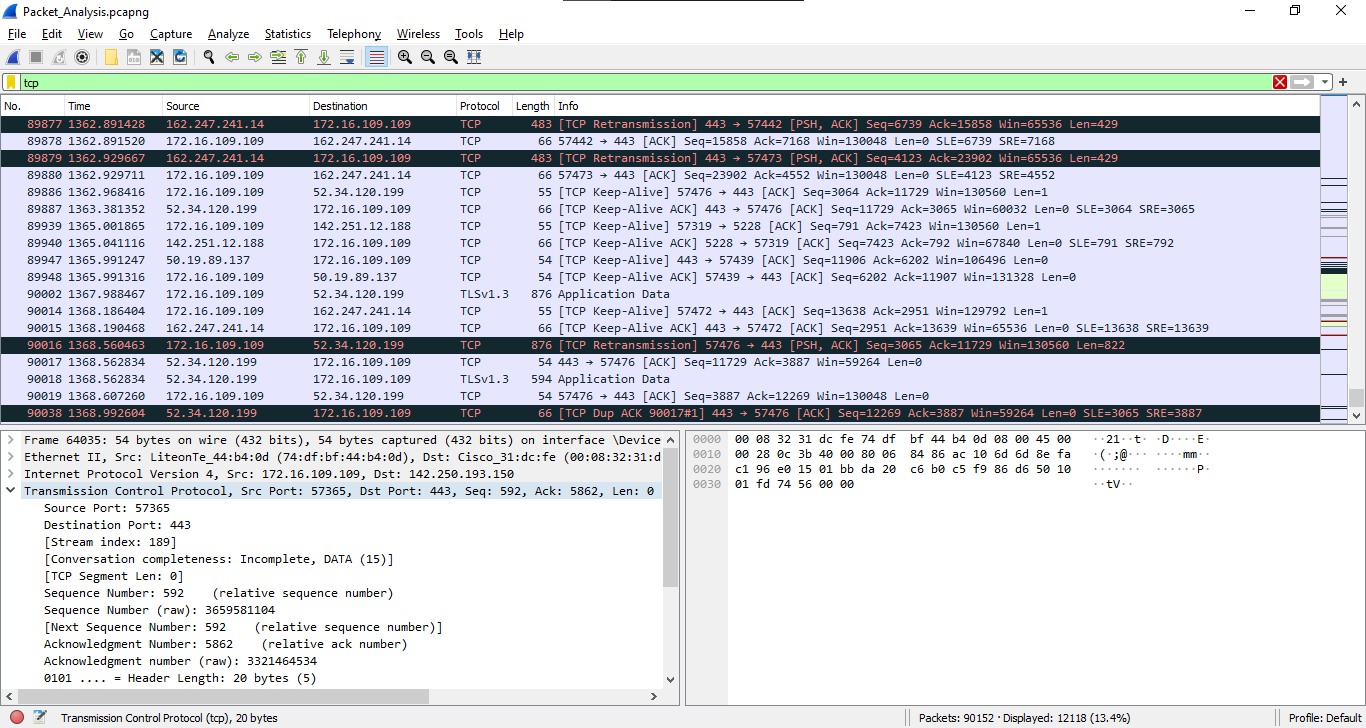 Packet_Analysis.pcapng
File Edit View Go Capture Analyze Statistics Telephony Wireless Tools Help
tcp
No. Time Source Destination Protocol Length Info
89877 1362.891428 162.247.241.14 172.16.109.109 TCP 483 [TCP Retransmission] 443 → 57442 [PSH, ACK] Seq=6739 Ack=15858 Win=65536 Len=429
89878 1362.891520 172.16.109.109 162.247.241.14 TCP 66 57442 → 443 [ACK] Seq=15858 Ack=7168 Win=130048 Len=0 SLE=6739 SRE=7168
89879 1362.929667 162.247.241.14 172.16.109.109 TCP 483 [TCP Retransmission] 443 → 57473 [PSH, ACK] Seq=4123 Ack=23902 Win=65536 Len=429
89880 1362.929711 172.16.109.109 162.247.241.14 TCP 66 57473 → 443 [ACK] Seq=23902 Ack=4552 Win=130048 Len=0 SLE=4123 SRE=4552
89886 1362.968416 172.16.109.109 52.34.120.199 TCP 55 [TCP Keep-Alive] 57476 → 443 [ACK] Seq=3064 Ack=11729 Win=130560 Len=1
89887 1363.381352 52.34.120.199 172.16.109.109 TCP 66 [TCP Keep-Alive ACK] 443 → 57476 [ACK] Seq=11729 Ack=3065 Win=60032 Len=0 SLE=3064 SRE=3065
89939 1365.001865 172.16.109.109 142.251.12.188 TCP 55 [TCP Keep-Alive] 57319 → 5228 [ACK] Seq=791 Ack=7423 Win=130560 Len=1
89940 1365.041116 142.251.12.188 172.16.109.109 TCP 66 [TCP Keep-Alive ACK] 5228 → 57319 [ACK] Seq=7423 Ack=792 Win=67840 Len=0 SLE=791 SRE=792
89947 1365.991247 50.19.89.137 172.16.109.109 TCP 54 [TCP Keep-Alive] 443 → 57439 [ACK] Seq=11906 Ack=6202 Win=106496 Len=0
89948 1365.991316 172.16.109.109 50.19.89.137 TCP 54 [TCP Keep-Alive ACK] 57439 → 443 [ACK] Seq=6202 Ack=11907 Win=131328 Len=0
90002 1367.988467 172.16.109.109 52.34.120.199 TLSv1.3 876 Application Data
90014 1368.186404 172.16.109.109 162.247.241.14 TCP 55 [TCP Keep-Alive] 57472 → 443 [ACK] Seq=13638 Ack=2951 Win=129792 Len=1
90015 1368.190468 162.247.241.14 172.16.109.109 TCP 66 [TCP Keep-Alive ACK] 443 → 57472 [ACK] Seq=2951 Ack=13639 Win=65536 Len=0 SLE=13638 SRE=13639
90016 1368.560463 172.16.109.109 52.34.120.199 TCP 876 [TCP Retransmission] 57476 → 443 [PSH, ACK] Seq=3065 Ack=11729 Win=130560 Len=822
90017 1368.562834 52.34.120.199 172.16.109.109 TCP 54 443 → 57476 [ACK] Seq=11729 Ack=3887 Win=59264 Len=0
90018 1368.562834 52.34.120.199 172.16.109.109 TLSv1.3 594 Application Data
90019 1368.607260 172.16.109.109 52.34.120.199 TCP 54 57476 → 443 [ACK] Seq=3887 Ack=12269 Win=130048 Len=0
90038 1368.992604 52.34.120.199 172.16.109.109 TCP 66 [TCP Dup ACK 90017#1] 443 → 57476 [ACK] Seq=12269 Ack=3887 Win=59264 Len=0 SLE=3065 SRE=3887
Frame 64035: 54 bytes on wire (432 bits), 54 bytes captured (432 bits) on interface \Device
Ethernet II, Src: LiteonTe_44:b4:0d (74:df:bf:44:b4:0d), Dst: Cisco_31:dc:fe (00:08:32:31:d
Internet Protocol Version 4, Src: 172.16.109.109, Dst: 142.250.193.150
Transmission Control Protocol, Src Port: 57365, Dst Port: 443, Seq: 592, Ack: 5862, Len: 0
Source Port: 57365
Destination Port: 443
[Stream index: 189]
[Conversation completeness: Incomplete, DATA (15)]
[TCP Segment Len: 0]
Sequence Number: 592 (relative sequence number)
Sequence Number (raw): 3659581104
[Next Sequence Number: 592 (relative sequence number)]
Acknowledgment Number: 5862 (relative ack number)
Acknowledgment number (raw): 3321464534
0101 .... = Header Length: 20 bytes (5)
0000 00 08 32 31 dc fe 74 df bf 44 b4 0d 08 00 45 00 ··21··t· ·D····E·
0010 00 28 0c 3b 40 00 80 06 84 86 ac 10 6d 6d 8e fa ·(·;@··· ····mm··
0020 c1 96 e0 15 01 bb da 20 c6 b0 c5 f9 86 d6 50 10 ······· ······P·
0030 01 fd 74 56 00 00 ··tV··
Transmission Control Protocol (tcp), 20 bytes
Packets: 90152 · Displayed: 12118 (13.4%)
Profile: Default